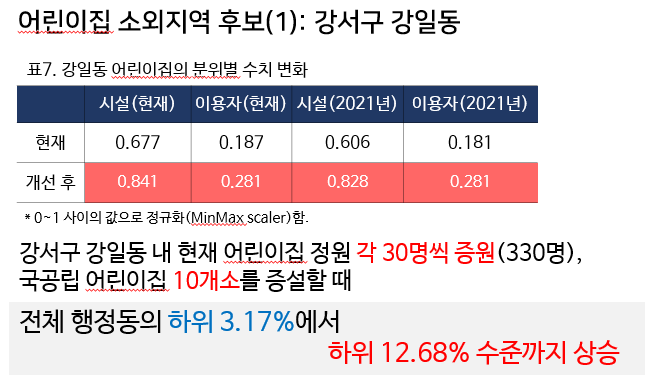 어린이집 소외지역 후보(1): 강서구 강일동
표7. 강일동 어린이집의 분위별 수치 변화
시설(현재) 이용자(현재) 시설(2021년) 이용자(2021년)
현재 0.677 0.187 0.606 0.181
개선 후 0.841 0.281 0.828 0.281
* 0~1 사이의 값으로 정규화(MinMax scaler)함.
강서구 강일동 내 현재 어린이집 정원 각 30명씩 증원(330명),
국공립 어린이집 10개소를 증설할 때
전체 행정동의 하위 3.17%에서
하위 12.68% 수준까지 상승